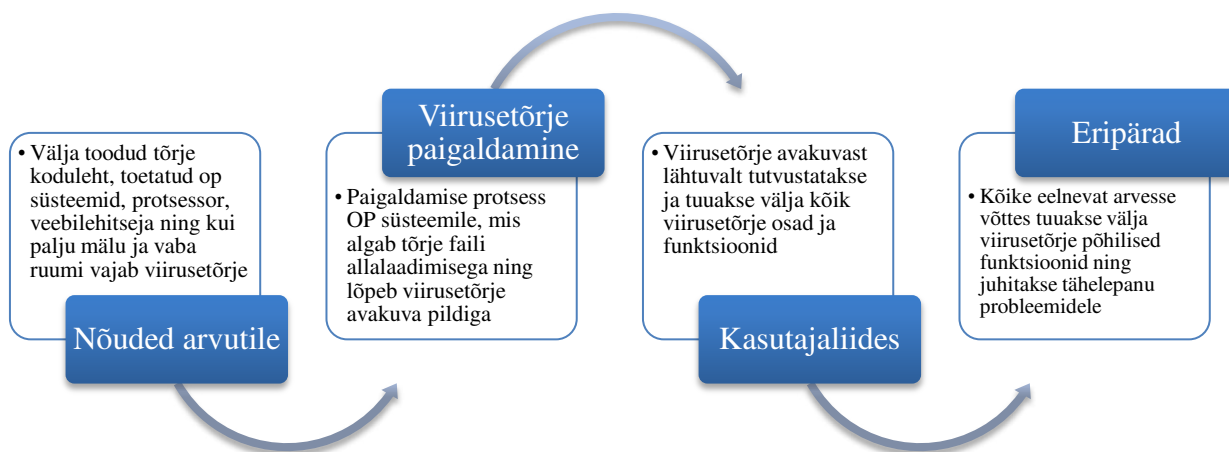 • Välja toodud tõrje
koduleht, toetatud op
süsteemid, protsessor,
veebilehitseja ning kui
palju mälu ja vaba
ruumi vajab viirusetõrje
Nõuded arvutile
Viirusetõrje
paigaldamine
• Paigaldamise protsess
OP süsteemile, mis
algab tõrje faili
allalaadimisega ning
lõpeb viirusetõrje
avakuva pildiga
• Viirusetõrje avakuvast
lähtuvalt tutvustatakse
ja tuuakse välja kõik
viirusetõrje osad ja
funktsioonid
Kasutajaliides
Eripärad
• Kõike eelnevat arvesse
võttes tuuakse välja
viirusetõrje põhilised
funktsioonid ning
juhitakse tähelepanu
probleemidele